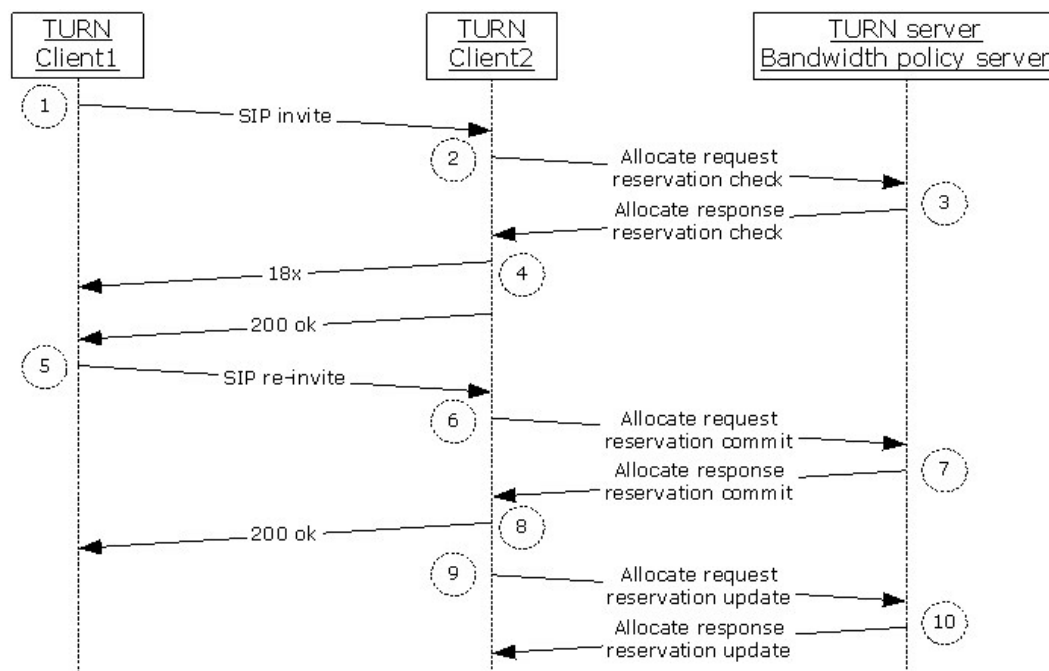 TURN
Client1
TURN
Client2
TURN server
Bandwidth policy server
1
SIP invite
2
Allocate request
reservation check
3
Allocate response
reservation check
4
18x
200 ok
5
SIP re-invite
6
Allocate request
reservation commit
7
Allocate response
reservation commit
8
200 ok
9
Allocate request
reservation update
10
Allocate response
reservation update